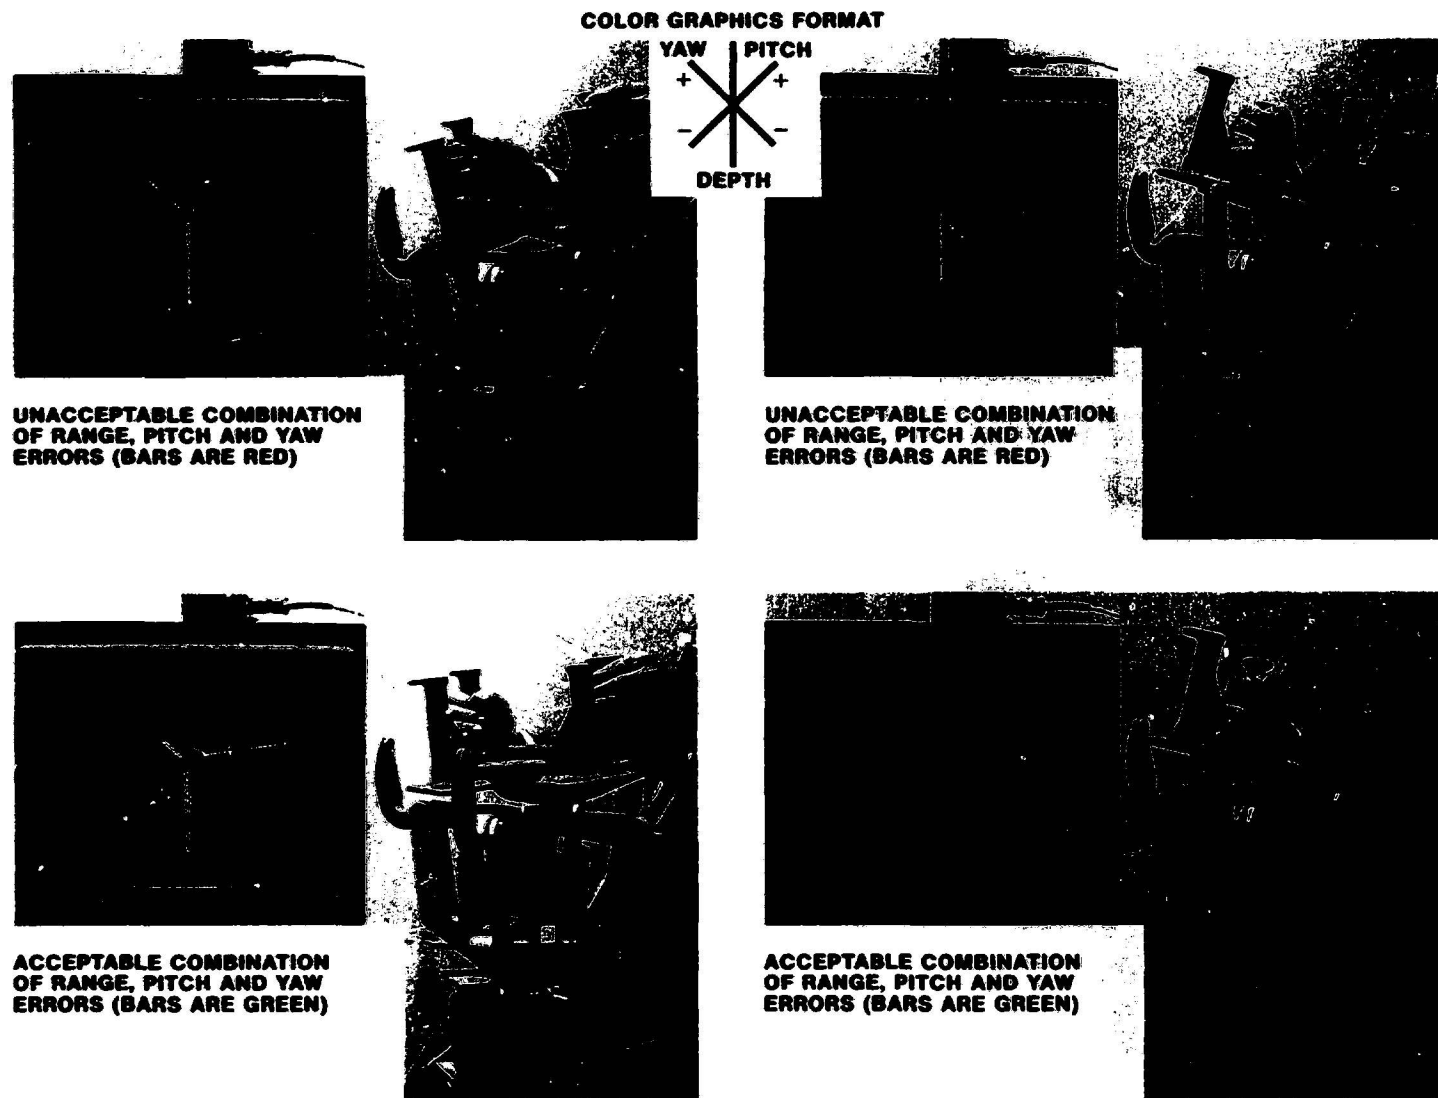 COLOR GRAPHICS FORMAT
YAW PITCH
+ +
− −
DEPTH
UNACCEPTABLE COMBINATION
OF RANGE, PITCH AND YAW
ERRORS (BARS ARE RED)
UNACCEPTABLE COMBINATION
OF RANGE, PITCH AND YAW
ERRORS (BARS ARE RED)
ACCEPTABLE COMBINATION
OF RANGE, PITCH AND YAW
ERRORS (BARS ARE GREEN)
ACCEPTABLE COMBINATION
OF RANGE, PITCH AND YAW
ERRORS (BARS ARE GREEN)